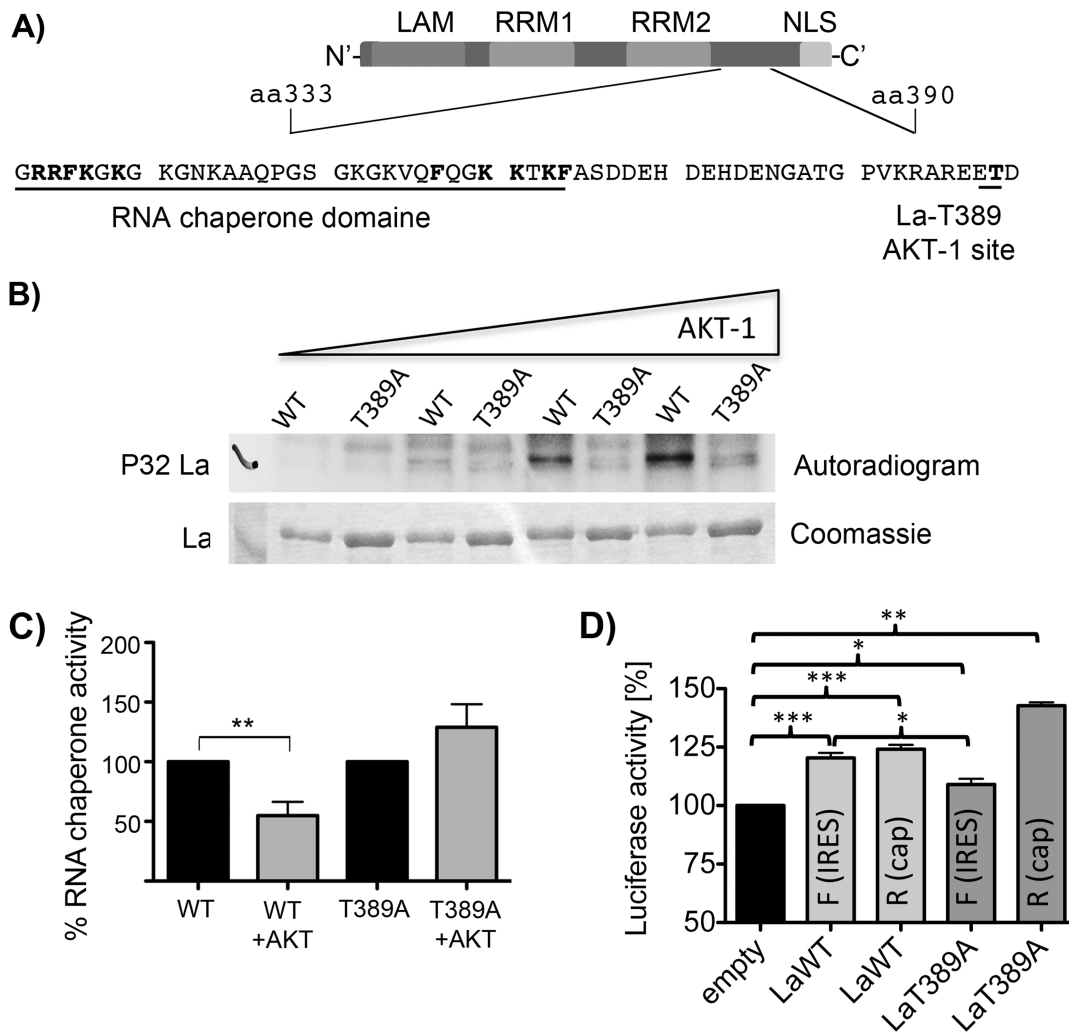 A)
LAM RRM1 RRM2 NLS
N’- -C’
aa333 aa390
GRRFKGKG KGNKAAQPGS GKGKVQFQGK KTKFASDDEH DEHDENGATG PVKRAREETD
RNA chaperone domaine
La-T389
AKT-1 site
B)
AKT-1
WT T389A WT T389A WT T389A WT T389A
P32 La Autoradiogram
La Coomassie
C)
% RNA chaperone activity
200
150
100
50
**
WT WT +AKT T389A T389A +AKT
D)
Luciferase activity [%]
150
125
100
75
50
**
*
***
*** *
F (IRES) R (cap) F (IRES) R (cap)
empty LaWT LaWT LaT389A LaT389A